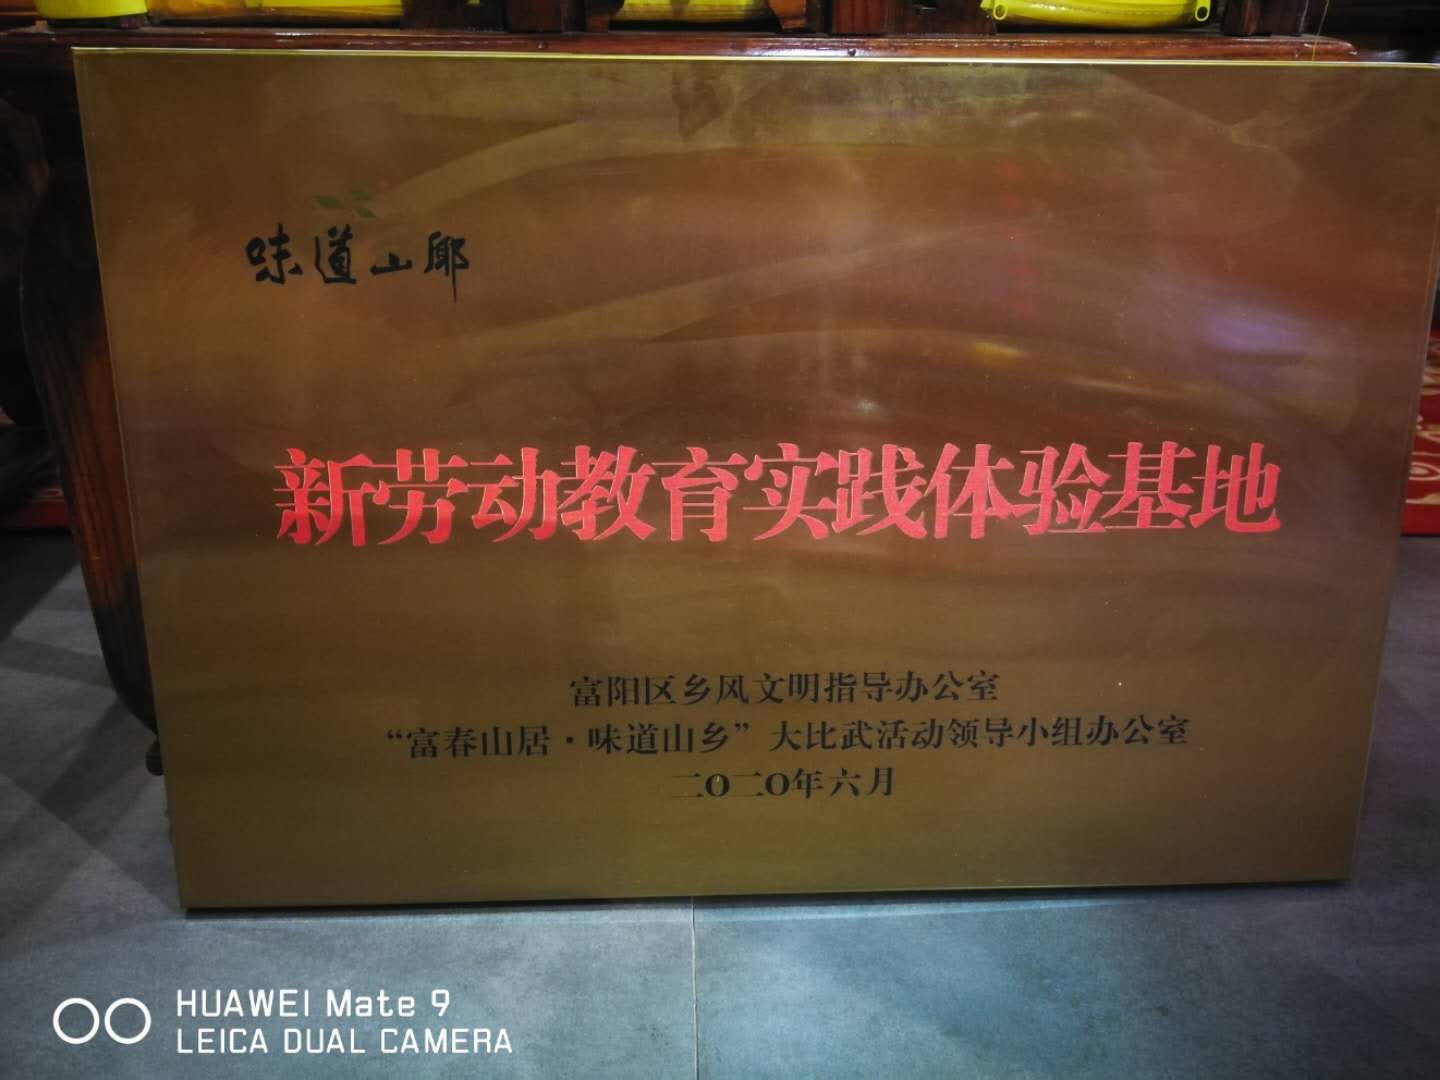 味道山鄉
新劳动教育实践体验基地
富阳区乡风文明指导办公室
“富春山居·味道山乡”大比武活动领导小组办公室
二〇二〇年六月
HUAWEI Mate 9
LEICA DUAL CAMERA